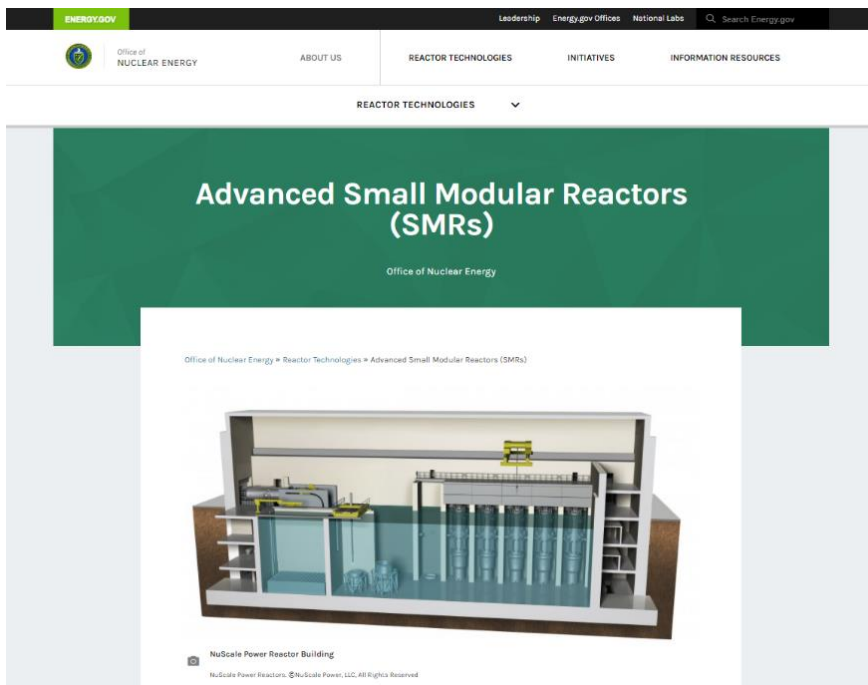 ENERGY.GOV
Leadership Energy.gov Offices National Labs Search Energy.gov
Office of
NUCLEAR ENERGY
ABOUT US REACTOR TECHNOLOGIES INITIATIVES INFORMATION RESOURCES
REACTOR TECHNOLOGIES
Advanced Small Modular Reactors
(SMRs)
Office of Nuclear Energy
Office of Nuclear Energy » Reactor Technologies » Advanced Small Modular Reactors (SMRs)
NuScale Power Reactor Building
NuScale Power Reactors. ©NuScale Power, LLC, All Rights Reserved